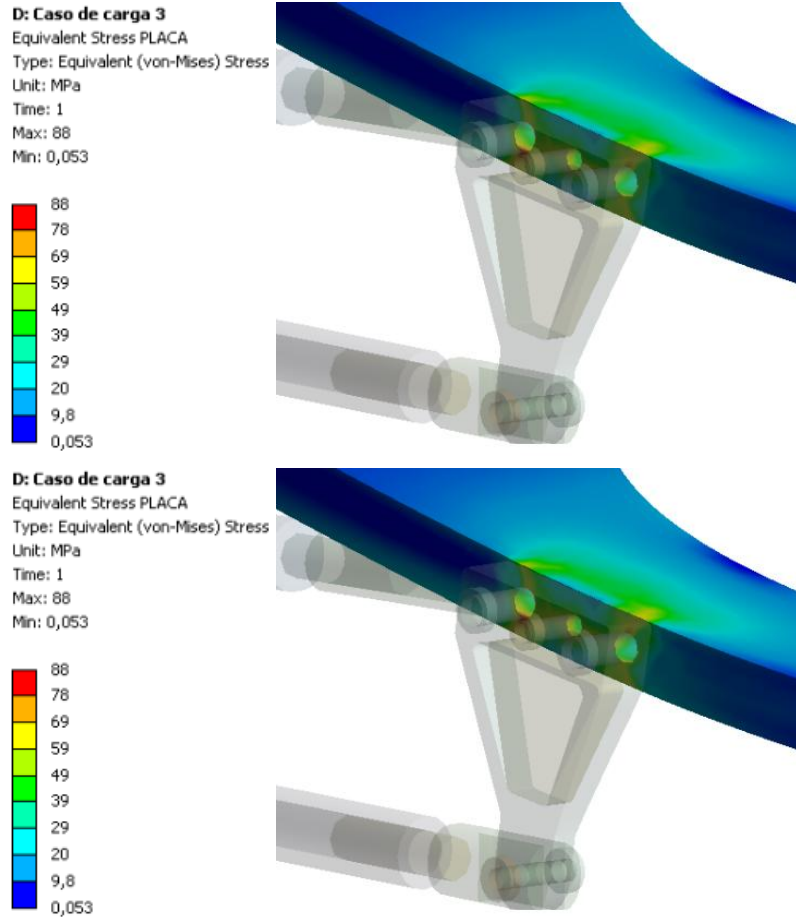 D: Caso de carga 3
Equivalent Stress PLACA
Type: Equivalent (von-Mises) Stress
Unit: MPa
Time: 1
Max: 88
Min: 0,053
88
78
69
59
49
39
29
20
9,8
0,053
D: Caso de carga 3
Equivalent Stress PLACA
Type: Equivalent (von-Mises) Stress
Unit: MPa
Time: 1
Max: 88
Min: 0,053
88
78
69
59
49
39
29
20
9,8
0,053